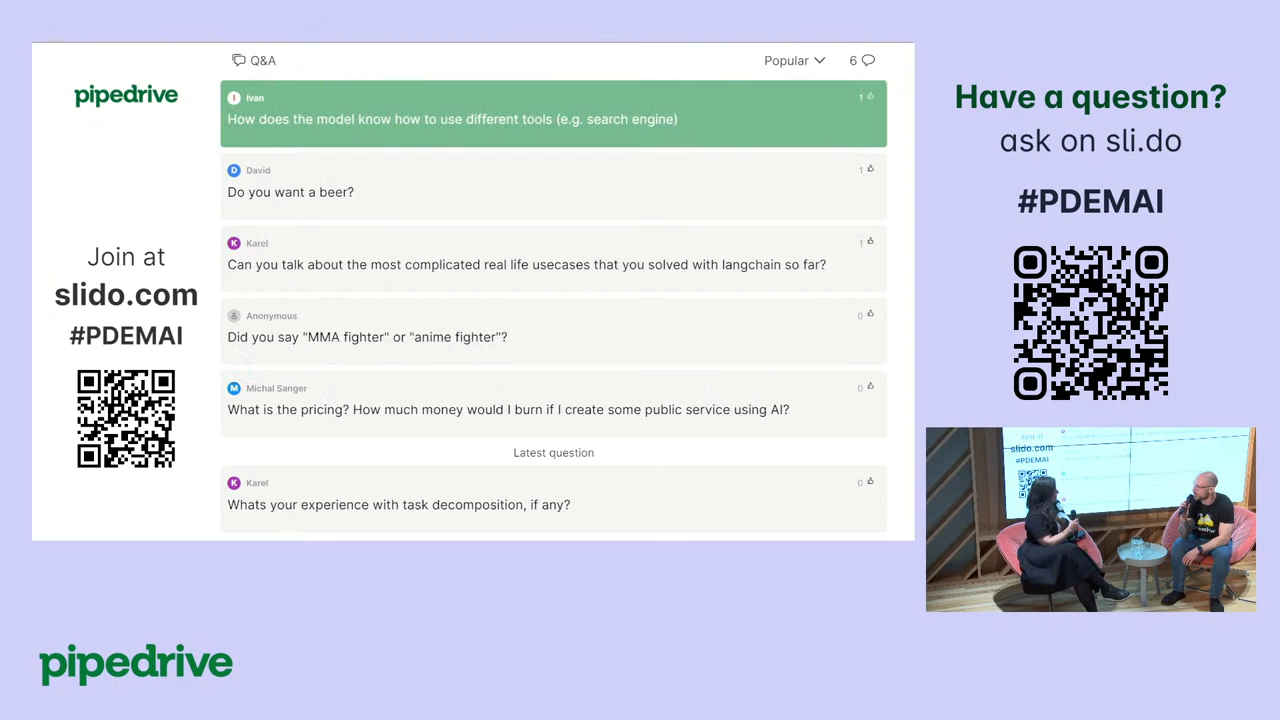 Q&A
Popular
6
pipedrive
I Ivan
1
How does the model know how to use different tools (e.g. search engine)
D David
1
Do you want a beer?
K Karel
1
Can you talk about the most complicated real life usecases that you solved with langchain so far?
Anonymous
0
Did you say "MMA fighter" or "anime fighter"?
M Michal Sanger
0
What is the pricing? How much money would I burn if I create some public service using AI?
Latest question
K Karel
0
Whats your experience with task decomposition, if any?
Join at
slido.com
#PDEMAI
Have a question?
ask on sli.do
#PDEMAI
Join at
slido.com
#PDEMAI
pipedrive